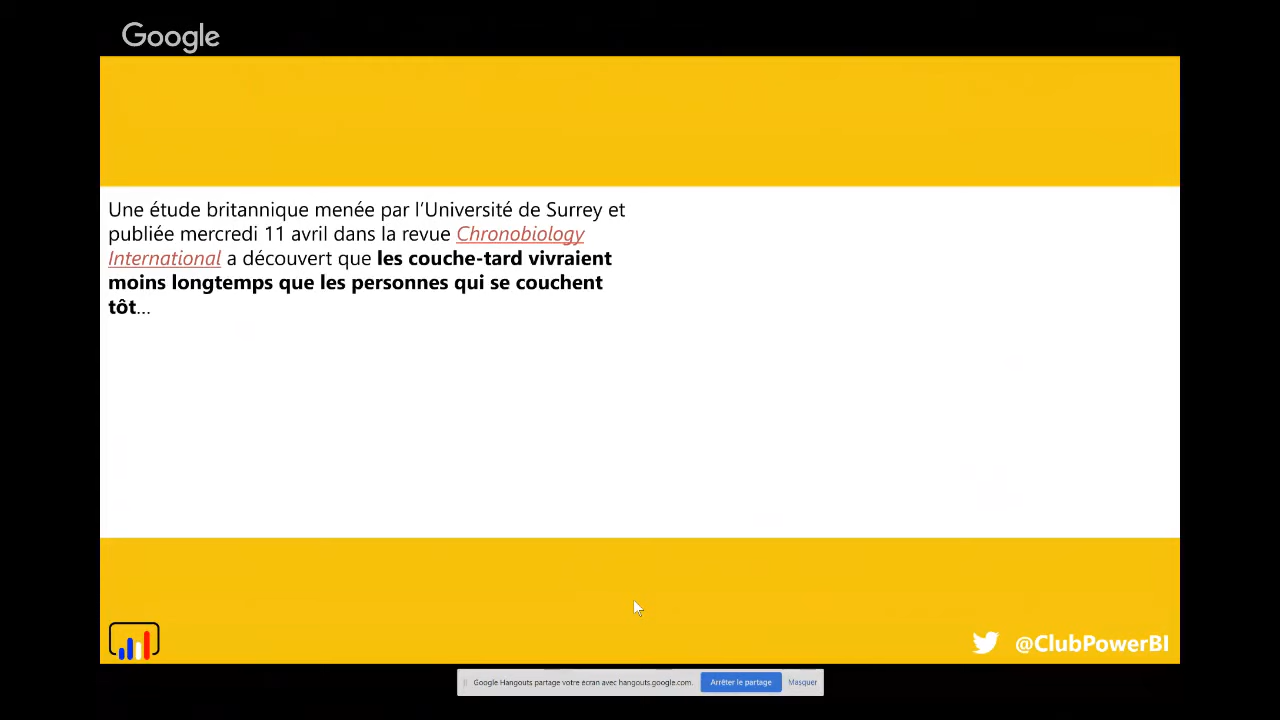 Google
Une étude britannique menée par l’Université de Surrey et
publiée mercredi 11 avril dans la revue Chronobiology
International a découvert que les couche-tard vivraient
moins longtemps que les personnes qui se couchent
tôt…
@ClubPowerBI
Google Hangouts partage votre écran avec hangouts.google.com.
Arrêter le partage
Masquer